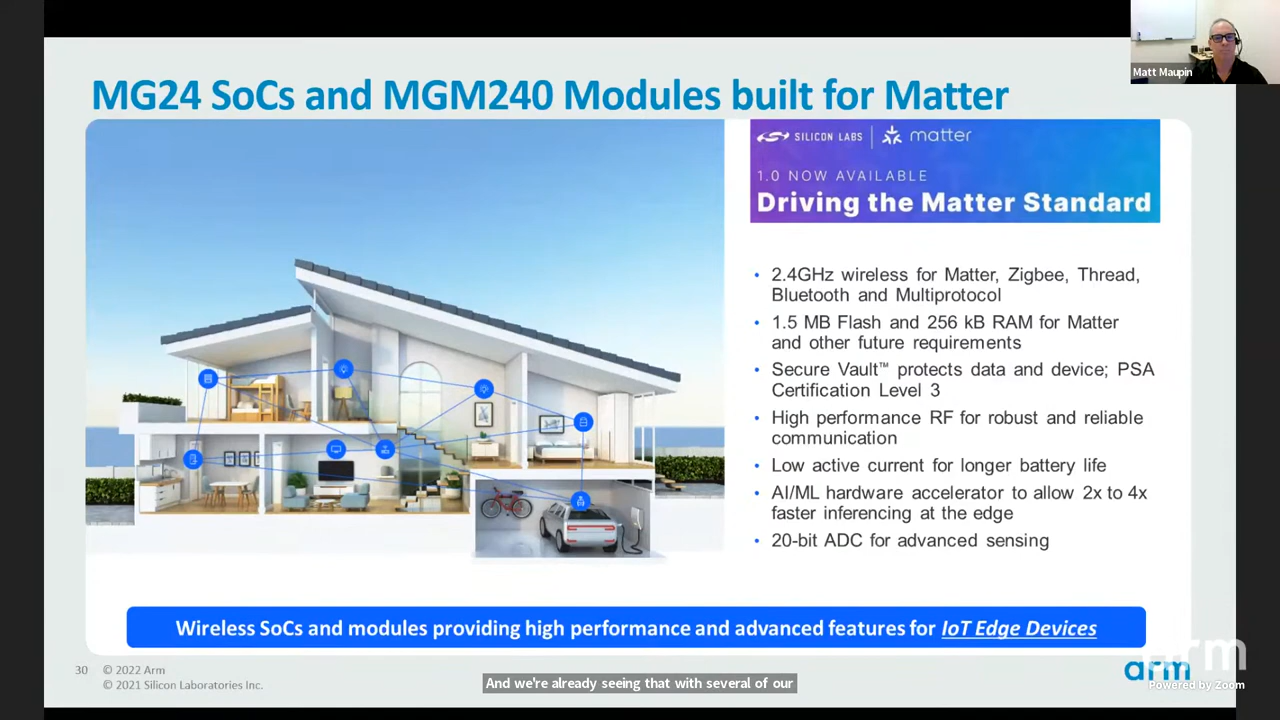 Matt Maupin
MG24 SoCs and MGM240 Modules built for Matter
SILICON LABS | matter
1.0 NOW AVAILABLE
Driving the Matter Standard
• 2.4GHz wireless for Matter, Zigbee, Thread,
Bluetooth and Multiprotocol
• 1.5 MB Flash and 256 kB RAM for Matter
and other future requirements
• Secure Vault™ protects data and device; PSA
Certification Level 3
• High performance RF for robust and reliable
communication
• Low active current for longer battery life
• AI/ML hardware accelerator to allow 2x to 4x
faster inferencing at the edge
• 20-bit ADC for advanced sensing
Wireless SoCs and modules providing high performance and advanced features for IoT Edge Devices
30 © 2022 Arm
© 2021 Silicon Laboratories Inc.
And we're already seeing that with several of our
arm
arm
Powered by Zoom